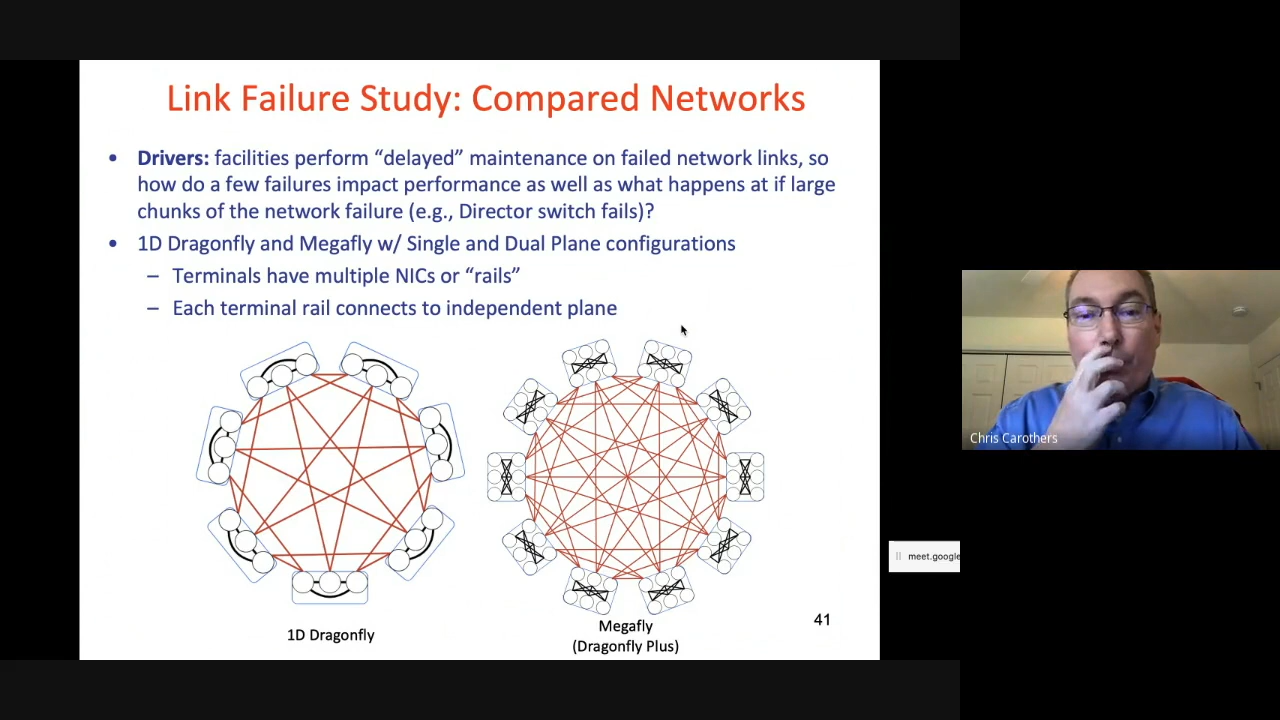 Link Failure Study: Compared Networks
• Drivers: facilities perform “delayed” maintenance on failed network links, so
how do a few failures impact performance as well as what happens at if large
chunks of the network failure (e.g., Director switch fails)?
• 1D Dragonfly and Megafly w/ Single and Dual Plane configurations
– Terminals have multiple NICs or “rails”
– Each terminal rail connects to independent plane
1D Dragonfly
Megafly
(Dragonfly Plus)
41
Chris Carothers
meet.google